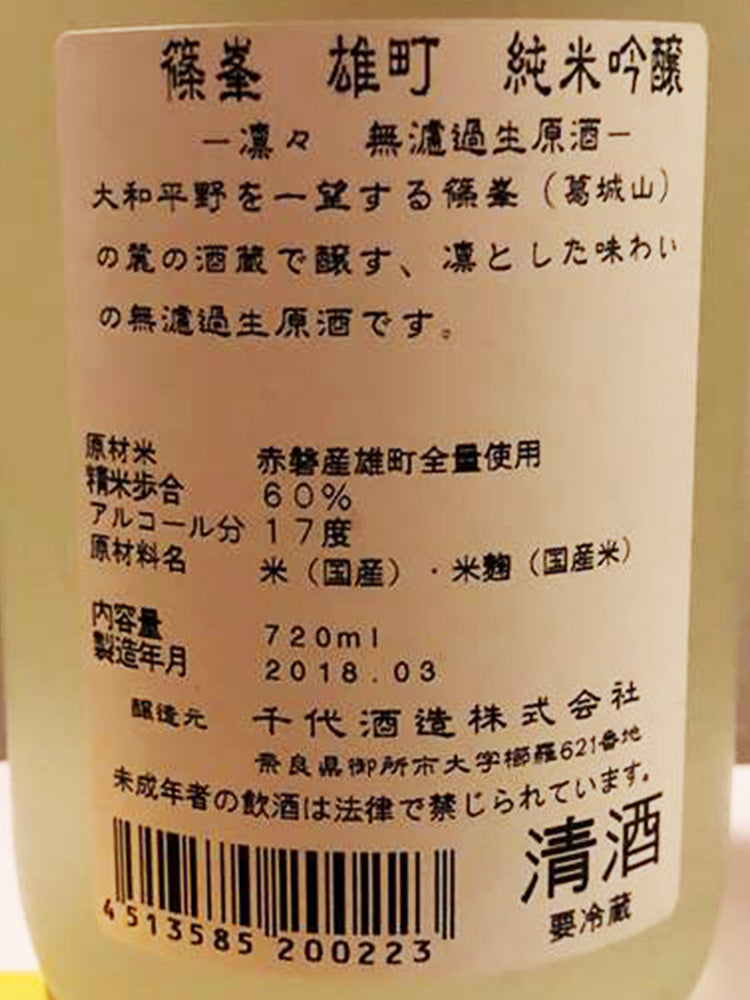 篠峯　雄町　純米吟醸
－凛々　無濾過生原酒－
大和平野を一望する篠峯（葛城山）
の麓の酒蔵で醸す、凛とした味わい
の無濾過生原酒です。
原材米　赤磐産雄町全量使用
精米歩合　６０％
アルコール分　１７度
原材料名　米（国産）・米麹（国産米）
内容量　７２０ｍｌ
製造年月　２０１８.０３
醸造元　千代酒造株式会社
奈良県御所市大字櫛羅621番地
未成年者の飲酒は法律で禁じられています。
清酒
要冷蔵
4 513585 200223